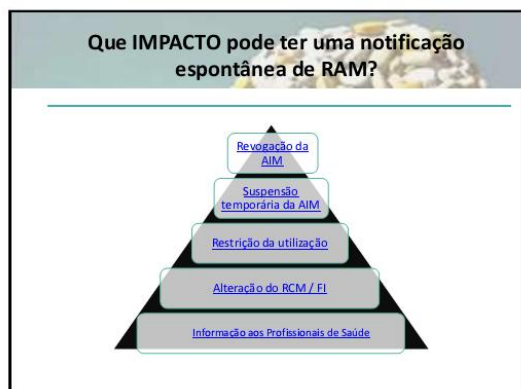 Que IMPACTO pode ter uma notificação
espontânea de RAM?
Revogação da
AIM
Suspensão
temporária da AIM
Restrição da utilização
Alteração do RCM / FI
Informação aos Profissionais de Saúde